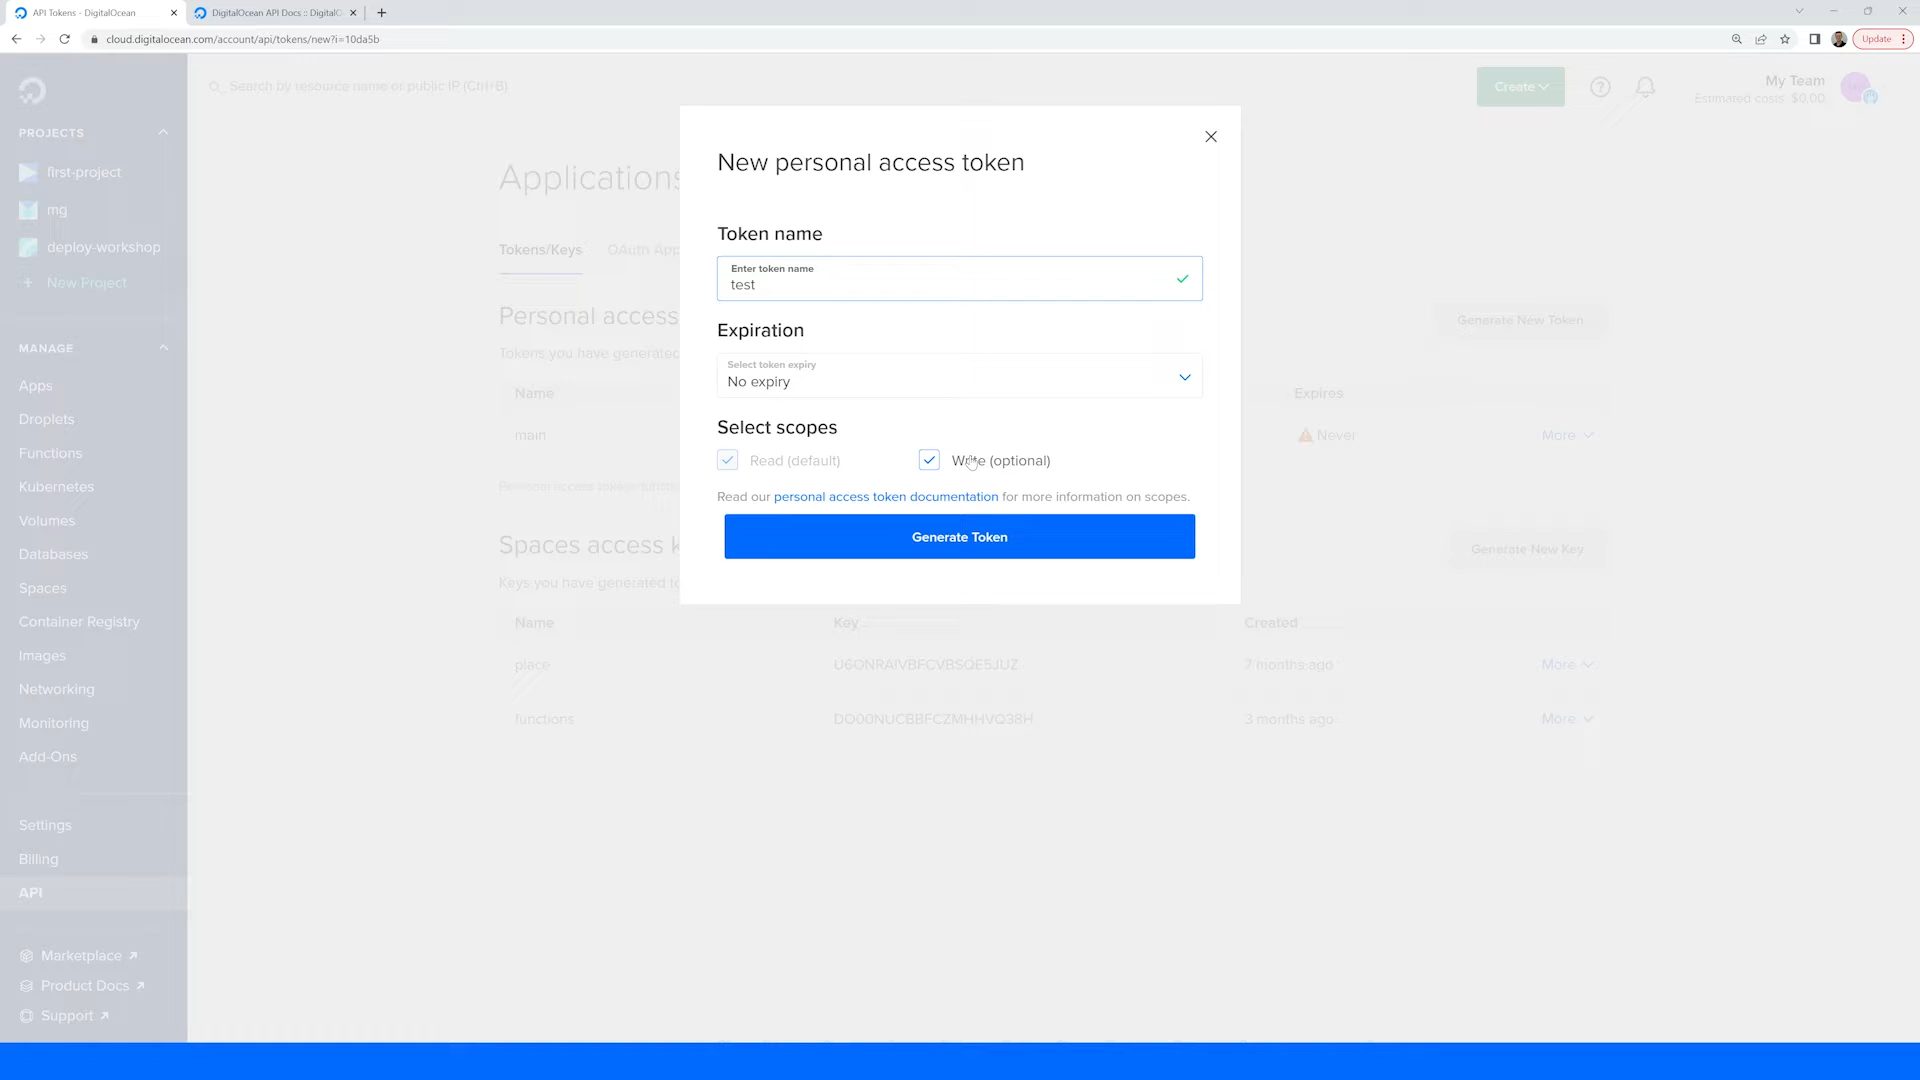 API Tokens - DigitalOcean
DigitalOcean API Docs :: DigitalO
cloud.digitalocean.com/account/api/tokens/new?i=10da5b
Update
Search by resource name or public IP (Ctrl+B)
Create
My Team
Estimated costs $0.00
PROJECTS
first-project
mg
deploy-workshop
+ New Project
MANAGE
Apps
Droplets
Functions
Kubernetes
Volumes
Databases
Spaces
Container Registry
Images
Networking
Monitoring
Add-Ons
Settings
Billing
API
Marketplace
Product Docs
Support
Applications
Tokens/Keys OAuth App
Personal access
Generate New Token
Tokens you have generated
Name Expires
main Never More
Spaces access k
Generate New Key
Keys you have generated to
Name Key Created
place 7 months ago More
functions 3 months ago More
New personal access token
Token name
Enter token name
test
Expiration
Select token expiry
No expiry
Select scopes
Read (default) Write (optional)
Read our personal access token documentation for more information on scopes.
Generate Token